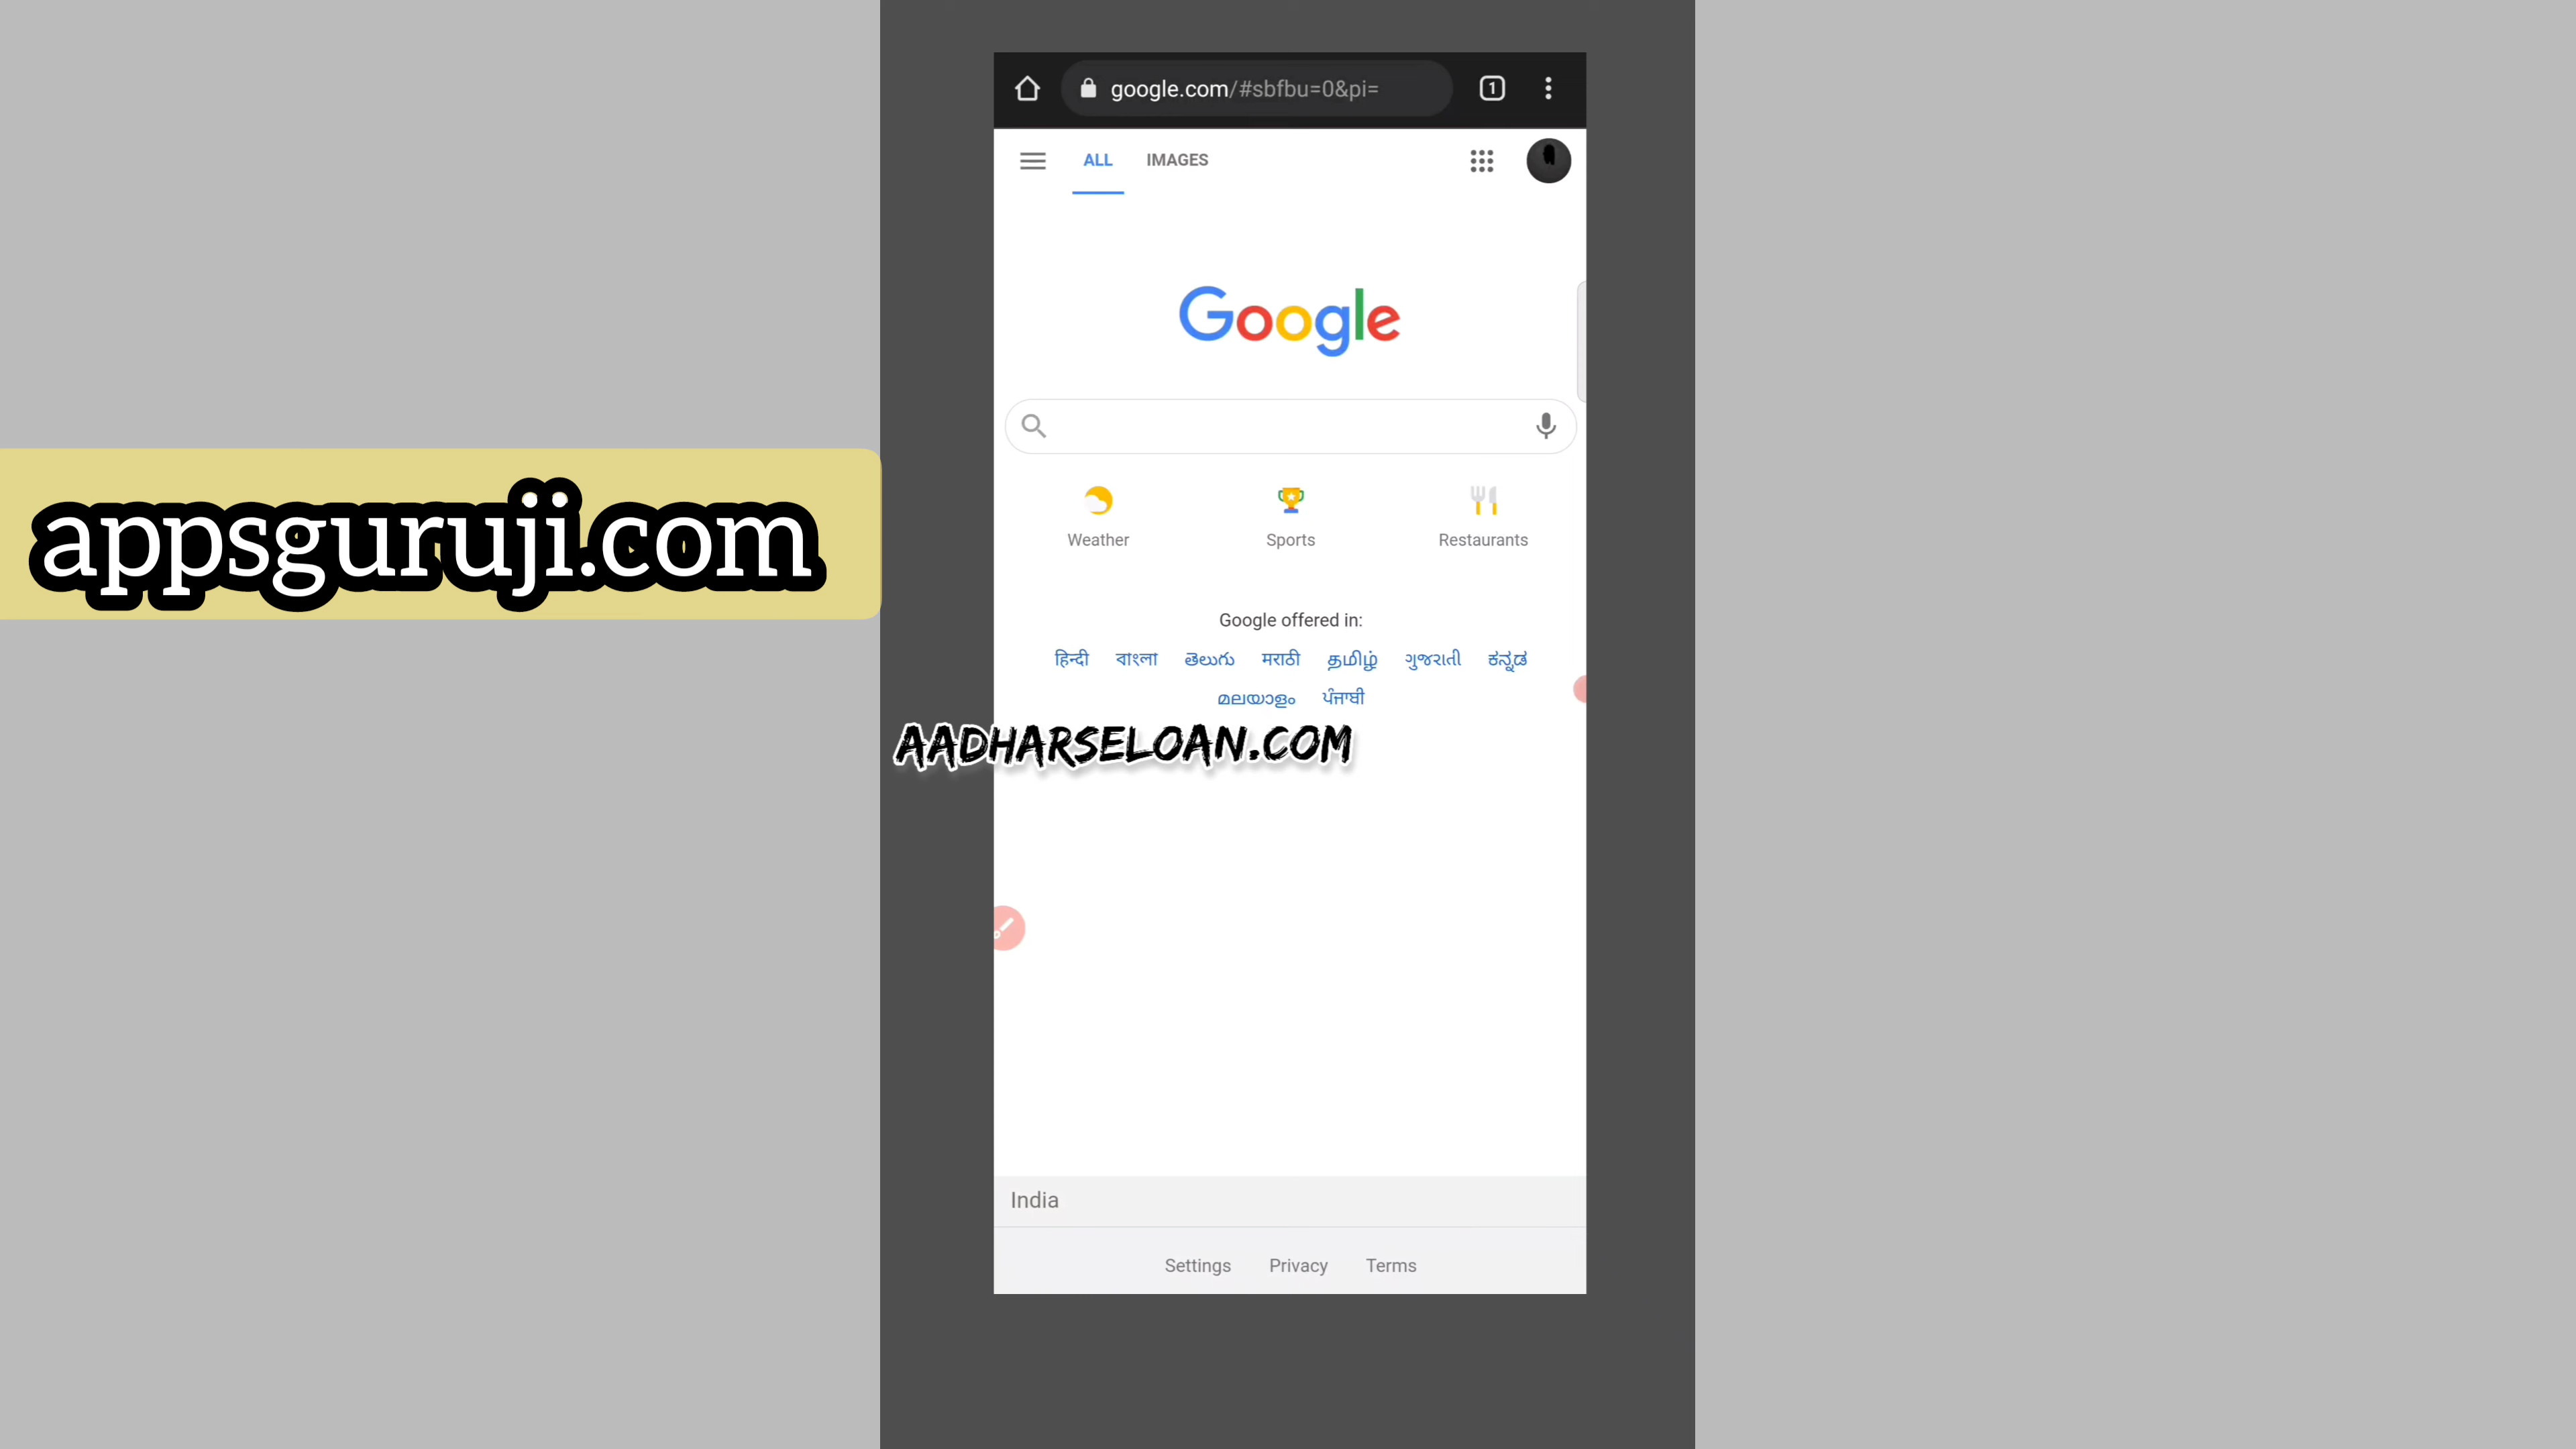 google.com/#sbfbu=0&pi=
1
ALL IMAGES
Google
appsguruji.com
Weather Sports Restaurants
Google offered in:
हिन्दी বাংলা తెలుగు मराठी தமிழ் ગુજરાતી ಕನ್ನಡ
മലയാളം ਪੰਜਾਬੀ
AADHARSELOAN.COM
India
Settings Privacy Terms